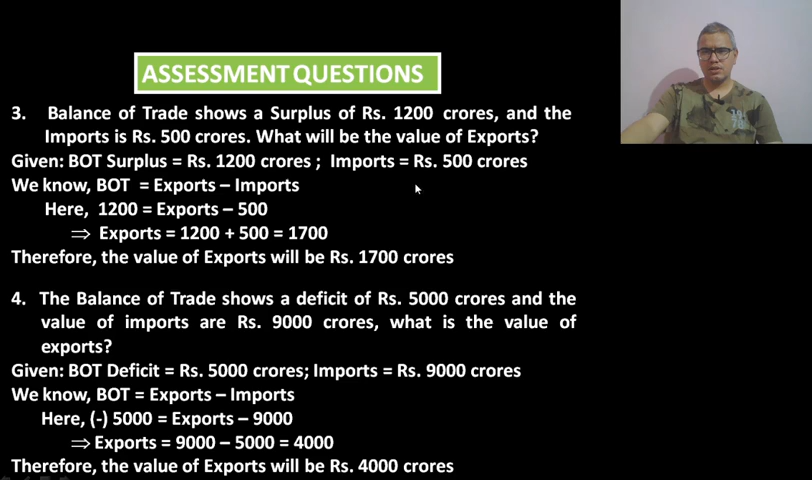 ASSESSMENT QUESTIONS
3. Balance of Trade shows a Surplus of Rs. 1200 crores, and the
Imports is Rs. 500 crores. What will be the value of Exports?
Given: BOT Surplus = Rs. 1200 crores ; Imports = Rs. 500 crores
We know, BOT = Exports – Imports
Here, 1200 = Exports – 500
⇒ Exports = 1200 + 500 = 1700
Therefore, the value of Exports will be Rs. 1700 crores
4. The Balance of Trade shows a deficit of Rs. 5000 crores and the
value of imports are Rs. 9000 crores, what is the value of
exports?
Given: BOT Deficit = Rs. 5000 crores; Imports = Rs. 9000 crores
We know, BOT = Exports – Imports
Here, (-) 5000 = Exports – 9000
⇒ Exports = 9000 – 5000 = 4000
Therefore, the value of Exports will be Rs. 4000 crores